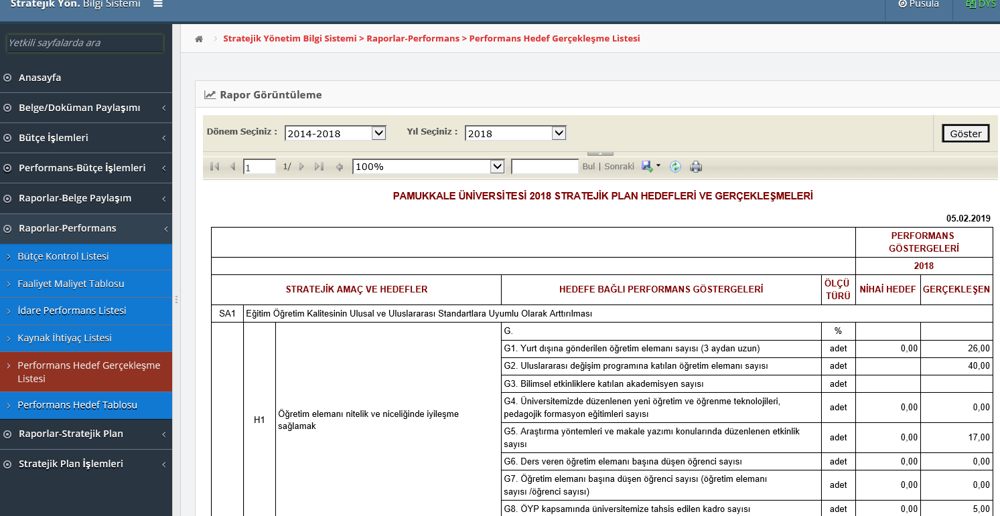 Stratejik Yön. Bilgi Sistemi
Pusula
DYS
Yetkili sayfalarda ara
Anasayfa
Belge/Doküman Paylaşımı
Bütçe İşlemleri
Performans-Bütçe İşlemleri
Raporlar-Belge Paylaşım
Raporlar-Performans
Bütçe Kontrol Listesi
Faaliyet Maliyet Tablosu
İdare Performans Listesi
Kaynak İhtiyaç Listesi
Performans Hedef Gerçekleşme
Listesi
Performans Hedef Tablosu
Raporlar-Stratejik Plan
Stratejik Plan İşlemleri
Stratejik Yönetim Bilgi Sistemi > Raporlar-Performans > Performans Hedef Gerçekleşme Listesi
Rapor Görüntüleme
Dönem Seçiniz : 2014-2018 Yıl Seçiniz : 2018 Göster
1 1/ 100% Bul | Sonraki
PAMUKKALE ÜNİVERSİTESİ 2018 STRATEJİK PLAN HEDEFLERİ VE GERÇEKLEŞMELERİ
05.02.2019
PERFORMANS
GÖSTERGELERİ
2018
STRATEJİK AMAÇ VE HEDEFLER
HEDEFE BAĞLI PERFORMANS GÖSTERGELERİ
ÖLÇÜ
TÜRÜ
NİHAİ HEDEF
GERÇEKLEŞEN
SA1 Eğitim Öğretim Kalitesinin Ulusal ve Uluslararası Standartlara Uyumlu Olarak Arttırılması
H1
Öğretim elemanı nitelik ve niceliğinde iyileşme
sağlamak
G. %
G1. Yurt dışına gönderilen öğretim elemanı sayısı (3 aydan uzun) adet 0,00 26,00
G2. Uluslararası değişim programına katılan öğretim elemanı sayısı adet 40,00
G3. Bilimsel etkinliklere katılan akademisyen sayısı adet
G4. Üniversitemizde düzenlenen yeni öğretim ve öğrenme teknolojileri,
pedagojik formasyon eğitimleri sayısı adet 0,00 0,00
G5. Araştırma yöntemleri ve makale yazımı konularında düzenlenen etkinlik
sayısı adet 0,00 17,00
G6. Ders veren öğretim elemanı başına düşen öğrenci sayısı adet 0,00 0,00
G7. Öğretim elemanı başına düşen öğrenci sayısı (öğretim elemanı
sayısı /öğrenci sayısı) adet 0,00 0,00
G8. ÖYP kapsamında üniversitemize tahsis edilen kadro sayısı adet 0,00 5,00